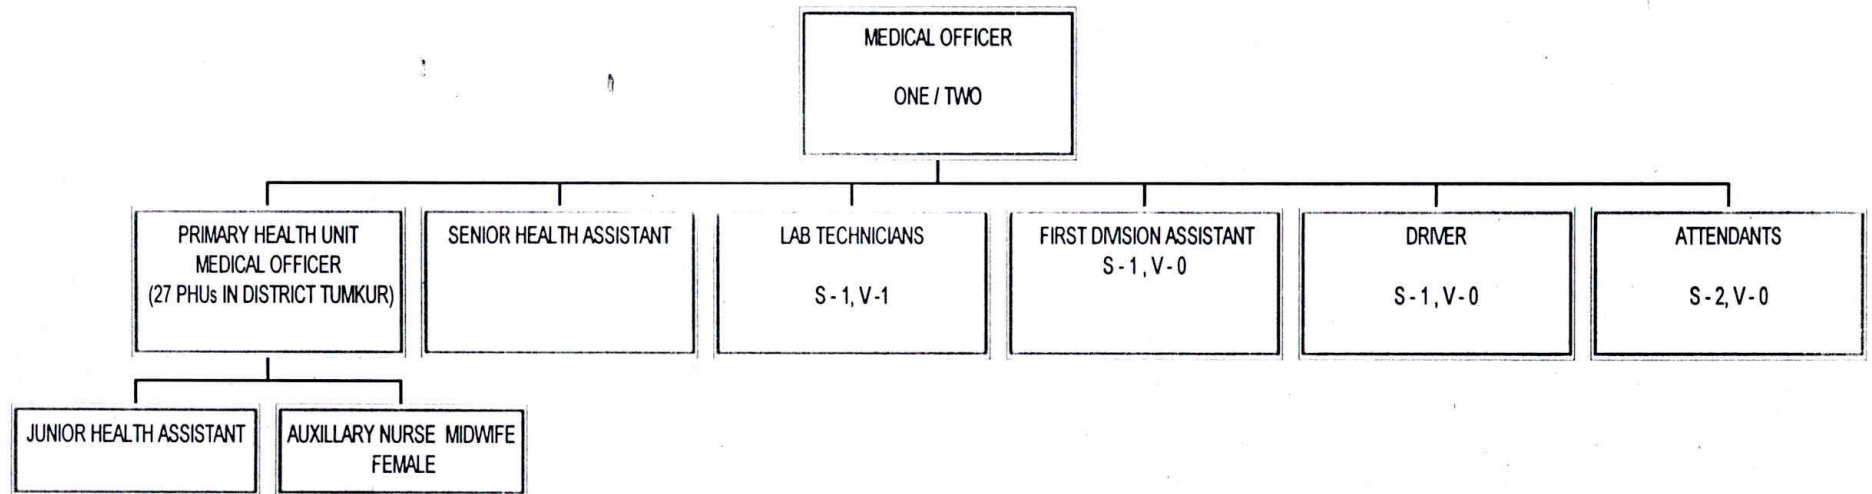 MEDICAL OFFICER
ONE / TWO
PRIMARY HEALTH UNIT
MEDICAL OFFICER
(27 PHUs IN DISTRICT TUMKUR)
SENIOR HEALTH ASSISTANT
LAB TECHNICIANS
S - 1, V -1
FIRST DIVISION ASSISTANT
S - 1 , V - 0
DRIVER
S - 1, V - 0
ATTENDANTS
S - 2, V - 0
JUNIOR HEALTH ASSISTANT
AUXILLARY NURSE MIDWIFE
FEMALE